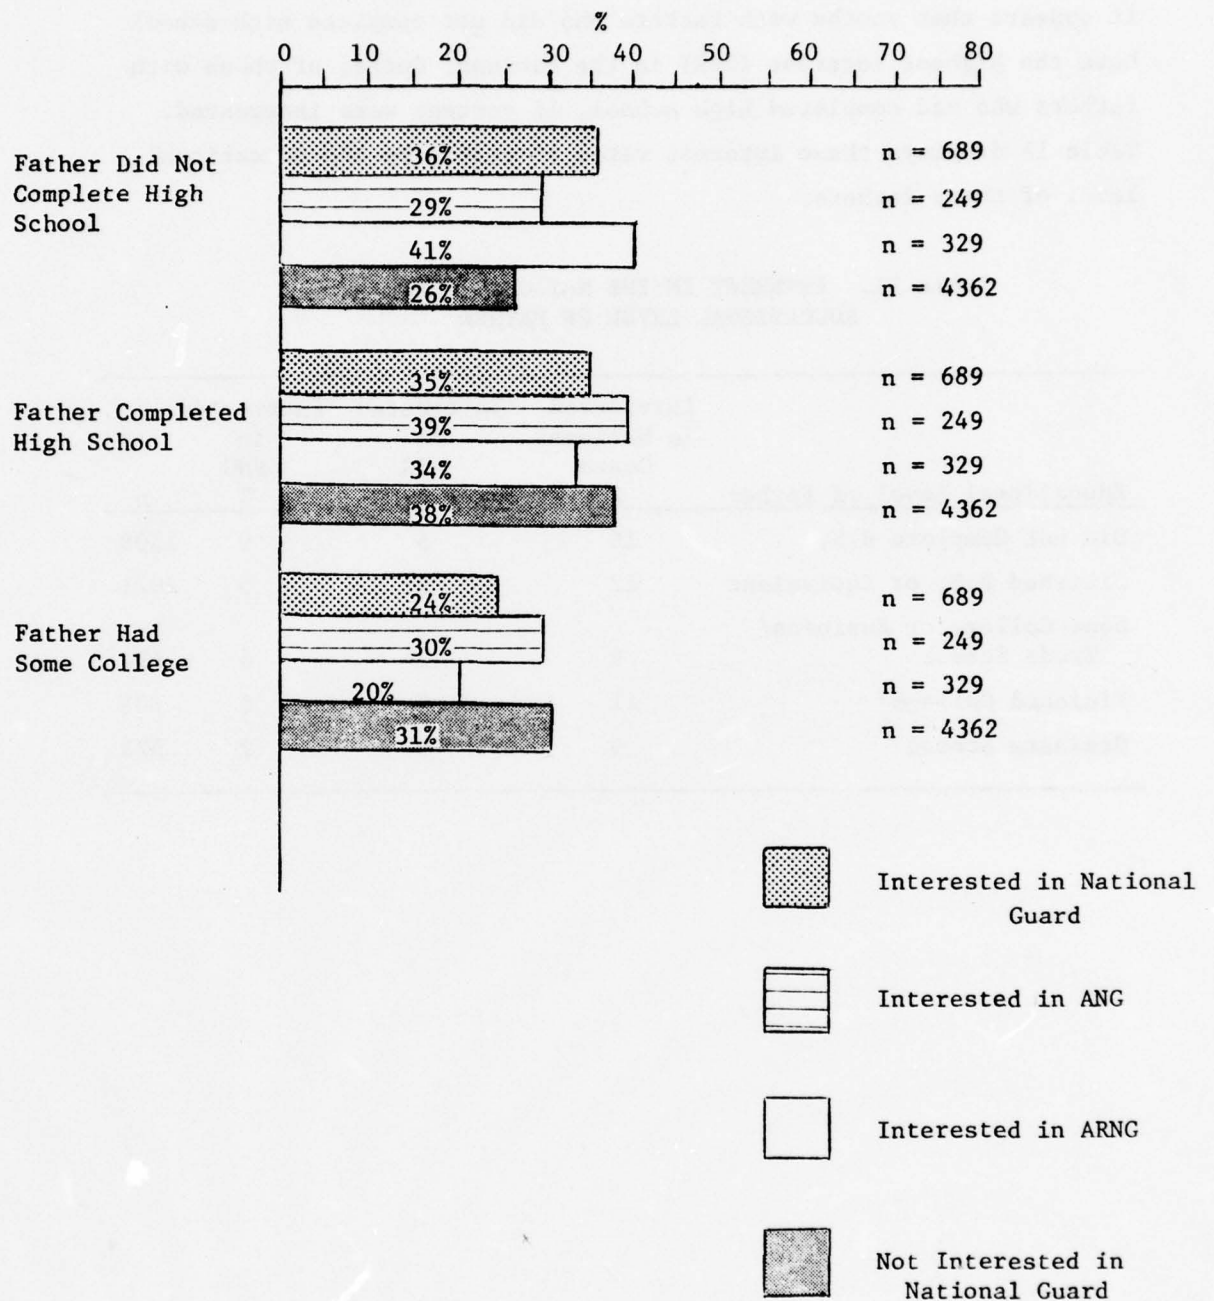 %
0 10 20 30 40 50 60 70 80
Father Did Not
Complete High
School
36% n = 689
29% n = 249
41% n = 329
26% n = 4362
Father Completed
High School
35% n = 689
39% n = 249
34% n = 329
38% n = 4362
Father Had
Some College
24% n = 689
30% n = 249
20% n = 329
31% n = 4362
Interested in National
Guard
Interested in ANG
Interested in ARNG
Not Interested in
National Guard